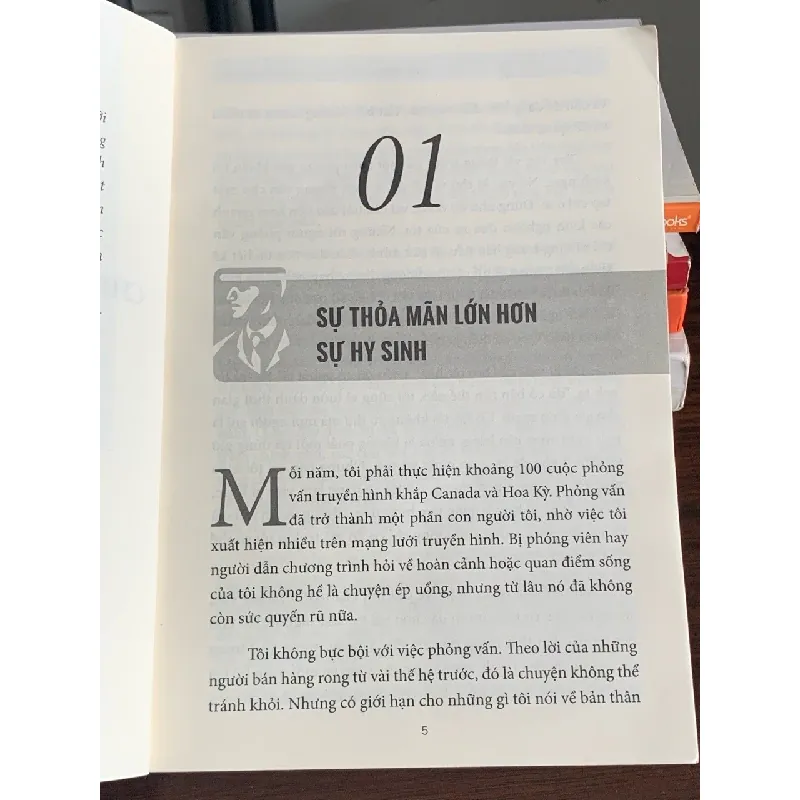 01
SỰ THỎA MÃN LỚN HƠN
SỰ HY SINH
Mỗi năm, tôi phải thực hiện khoảng 100 cuộc phỏng
vấn truyền hình khắp Canada và Hoa Kỳ. Phỏng vấn
đã trở thành một phần con người tôi, nhờ việc tôi
xuất hiện nhiều trên mạng lưới truyền hình. Bị phóng viên hay
người dẫn chương trình hỏi về hoàn cảnh hoặc quan điểm sống
của tôi không hề là chuyện ép uổng, nhưng từ lâu nó đã không
còn sức quyến rũ nữa.
Tôi không bực bội với việc phỏng vấn. Theo lời của những
người bán hàng rong từ vài thế hệ trước, đó là chuyện không thể
tránh khỏi. Nhưng có giới hạn cho những gì tôi nói về bản thân
5
ooks